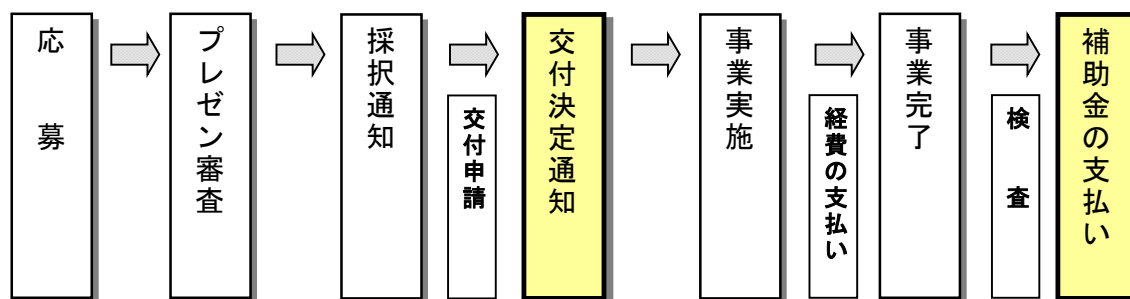 応募
プレゼン審査
採択通知
交付申請
交付決定通知
事業実施
経費の支払い
事業完了
検査
補助金の支払い